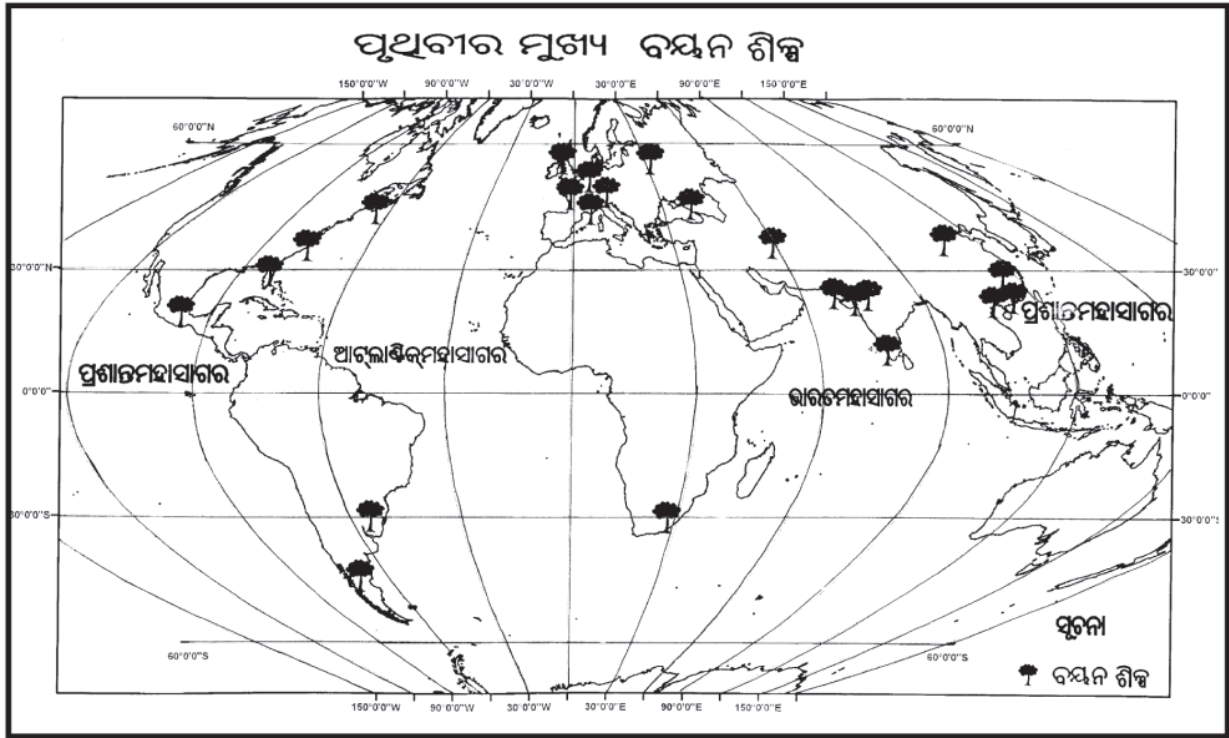 ପୃଥିବୀର ମୁଖ୍ୟ ବୟନ ଶିଳ୍ପ
150°0'0"W 90°0'0"W 30°0'0"W 30°0'0"E 90°0'0"E 150°0'0"E
60°0'0"N 60°0'0"N
30°0'0"N 30°0'0"
ପ୍ରଶାନ୍ତମହାସାଗର
ଆଟ୍‌ଲାଣ୍ଟିକ୍‌ମହାସାଗର
ପ୍ରଶାନ୍ତମହାସାଗର
0°0'0" 0°0'0"
ଭାରତମହାସାଗର
30°0'0"S 30°0'0"S
ସୂଚନା
60°0'0"S 60°0'0"S
ବୟନ ଶିଳ୍ପ
150°0'0"W 90°0'0"W 30°0'0"W 30°0'0"E 90°0'0"E 150°0'0"E